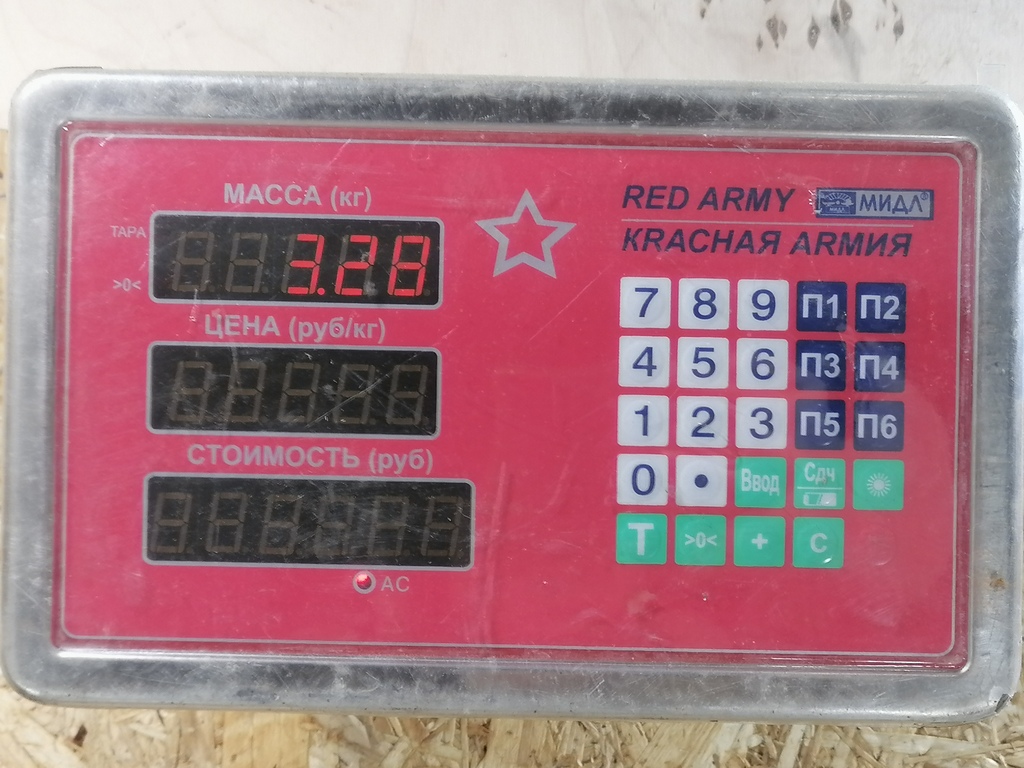 МАССА (кг)
ТАРА
>0<
3.28
ЦЕНА (руб/кг)
СТОИМОСТЬ (руб)
AC
RED ARMY МИДЛ®
КRАСНАЯ ARMИЯ
7 8 9 П1 П2
4 5 6 П3 П4
1 2 3 П5 П6
0 • Ввод Сдч
T >0< + C